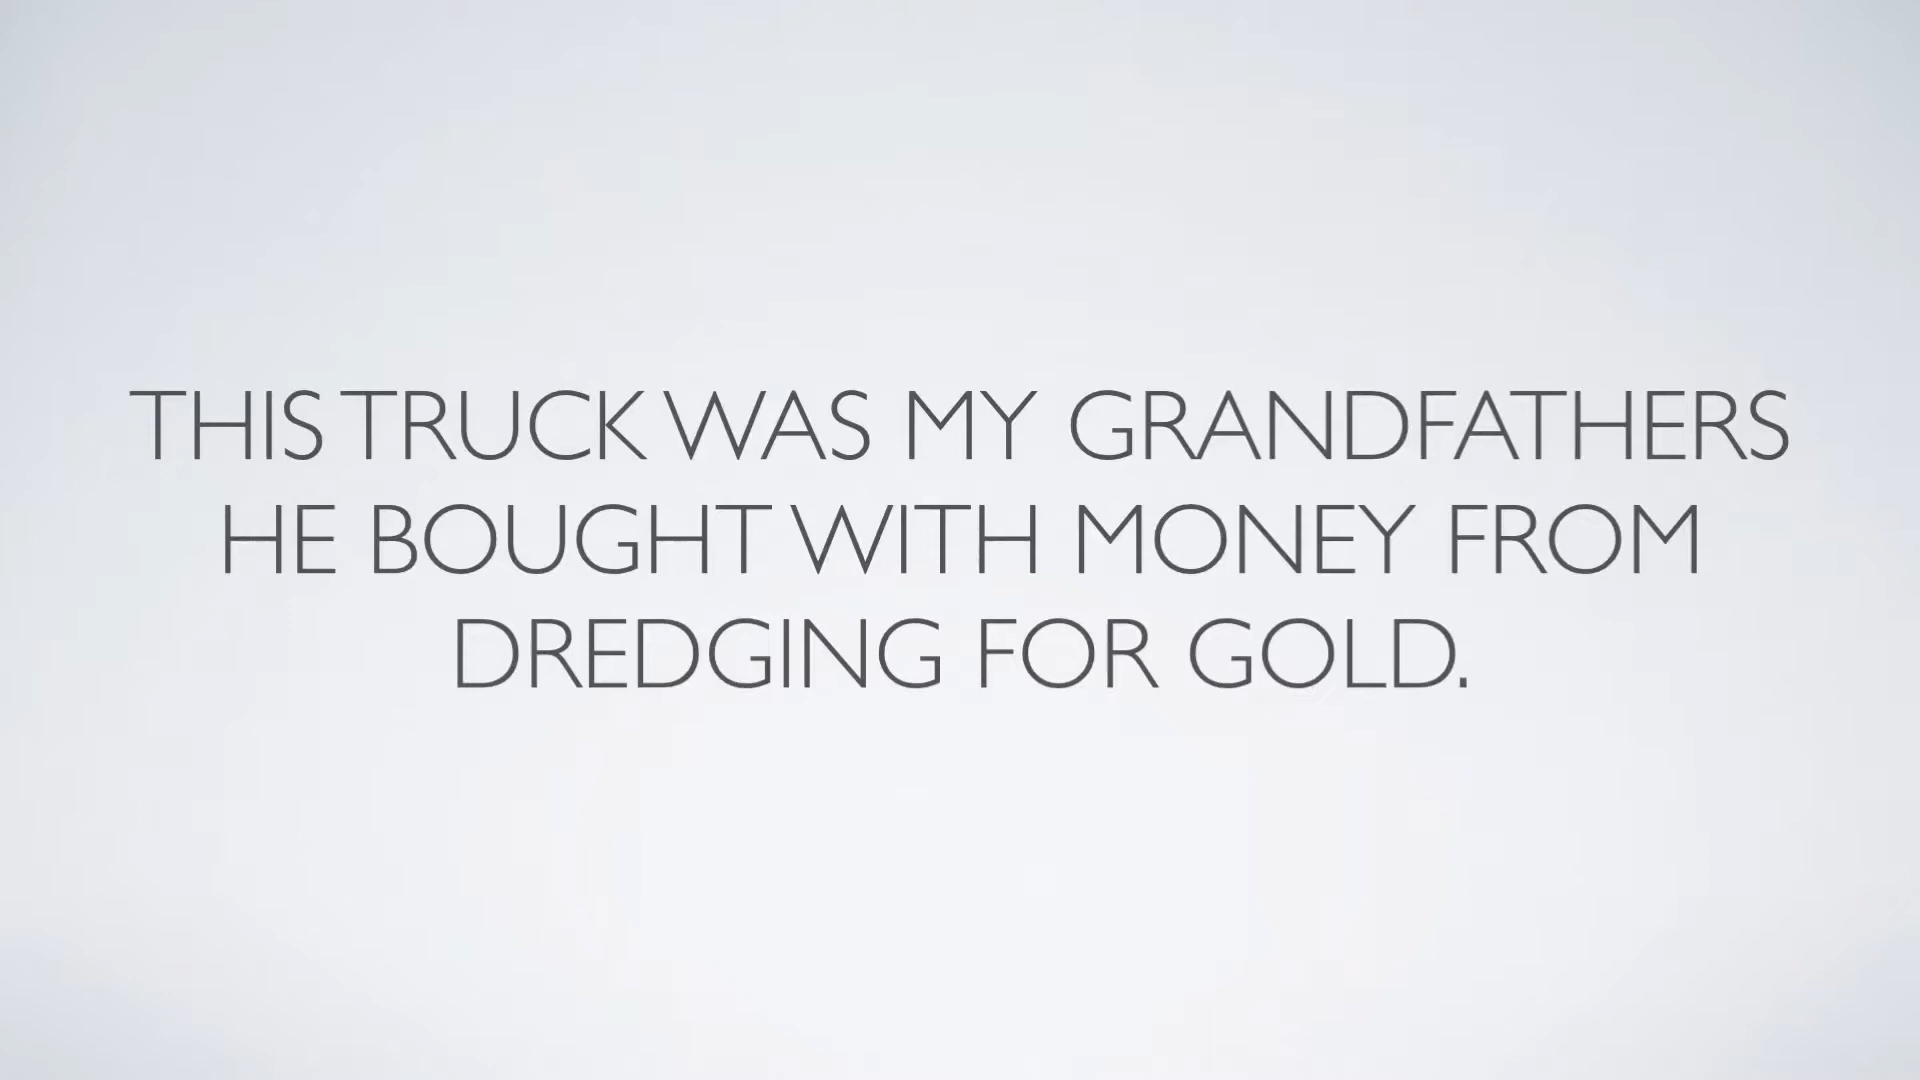 THIS TRUCK WAS MY GRANDFATHERS
HE BOUGHT WITH MONEY FROM
DREDGING FOR GOLD.